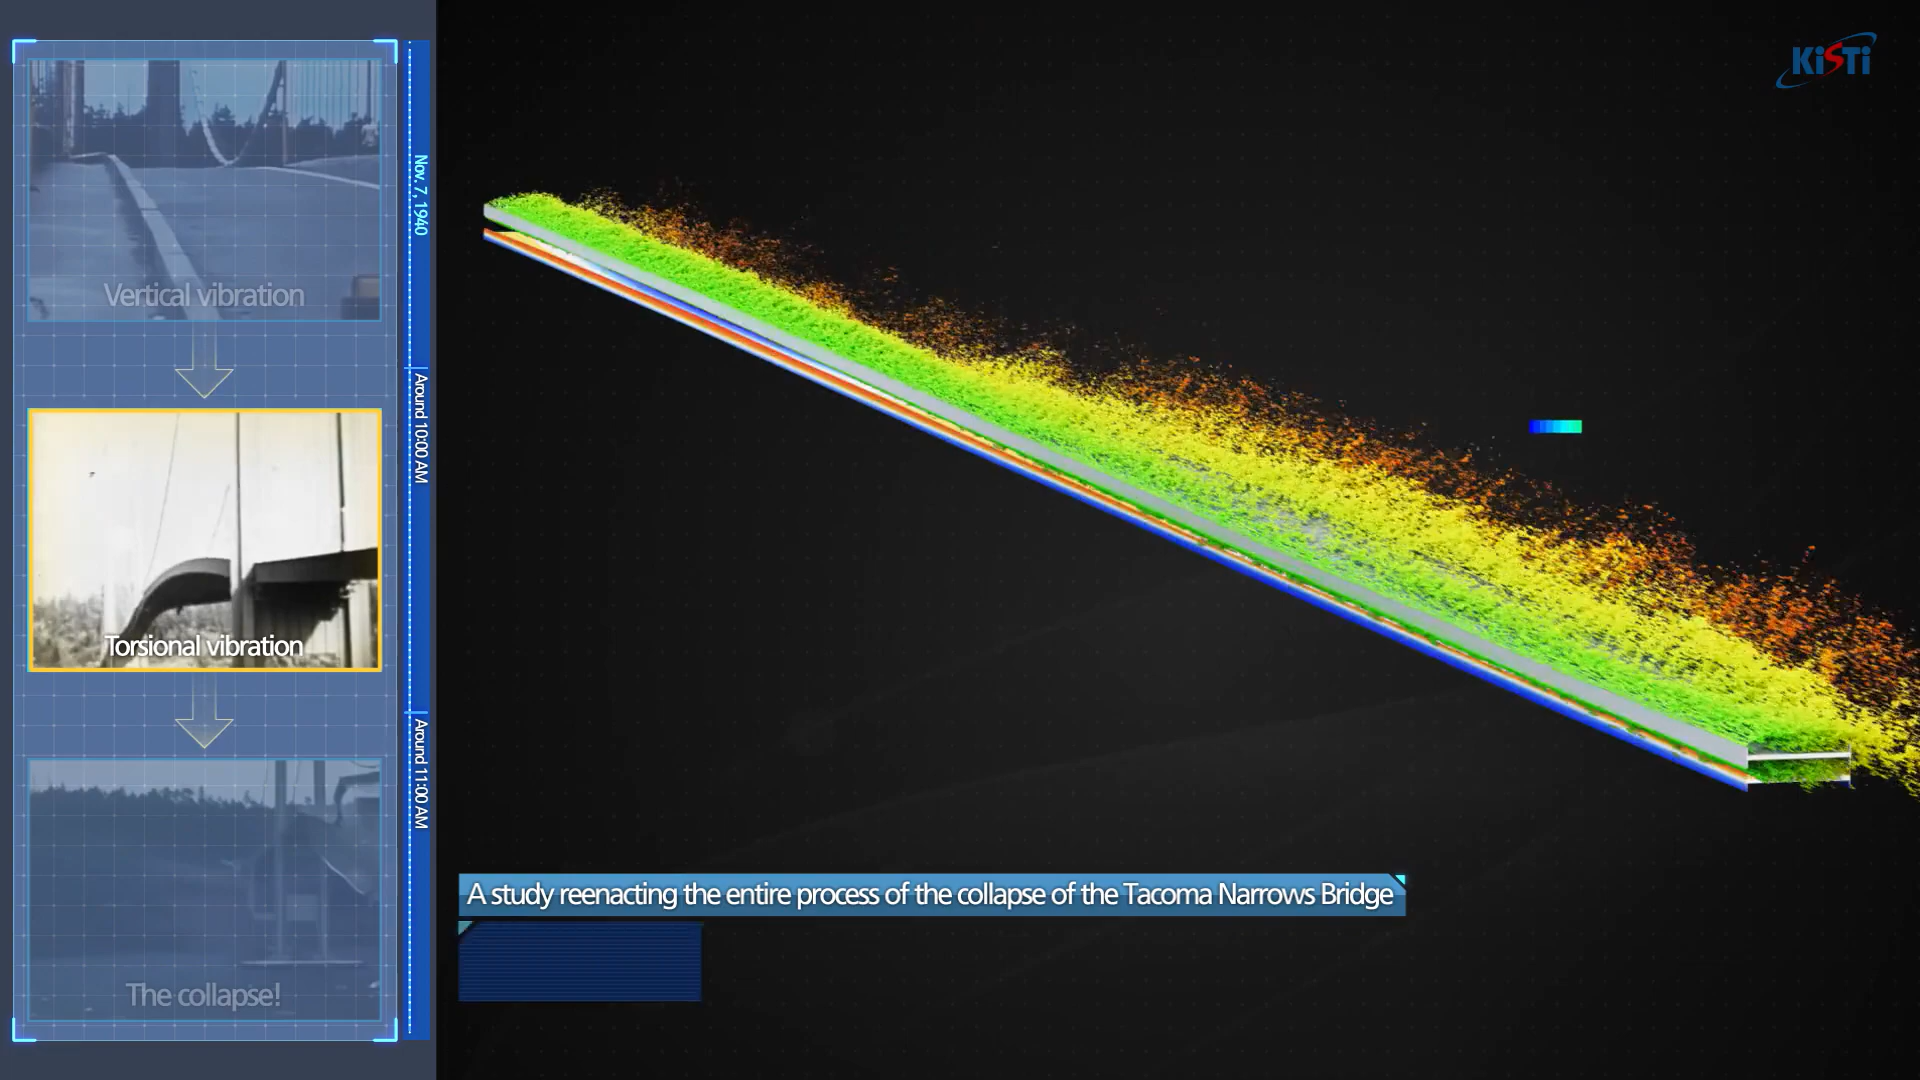 KiSTi
Vertical vibration
Nov. 7, 1940
Around 10:00 AM
Torsional vibration
Around 11:00 AM
The collapse!
A study reenacting the entire process of the collapse of the Tacoma Narrows Bridge